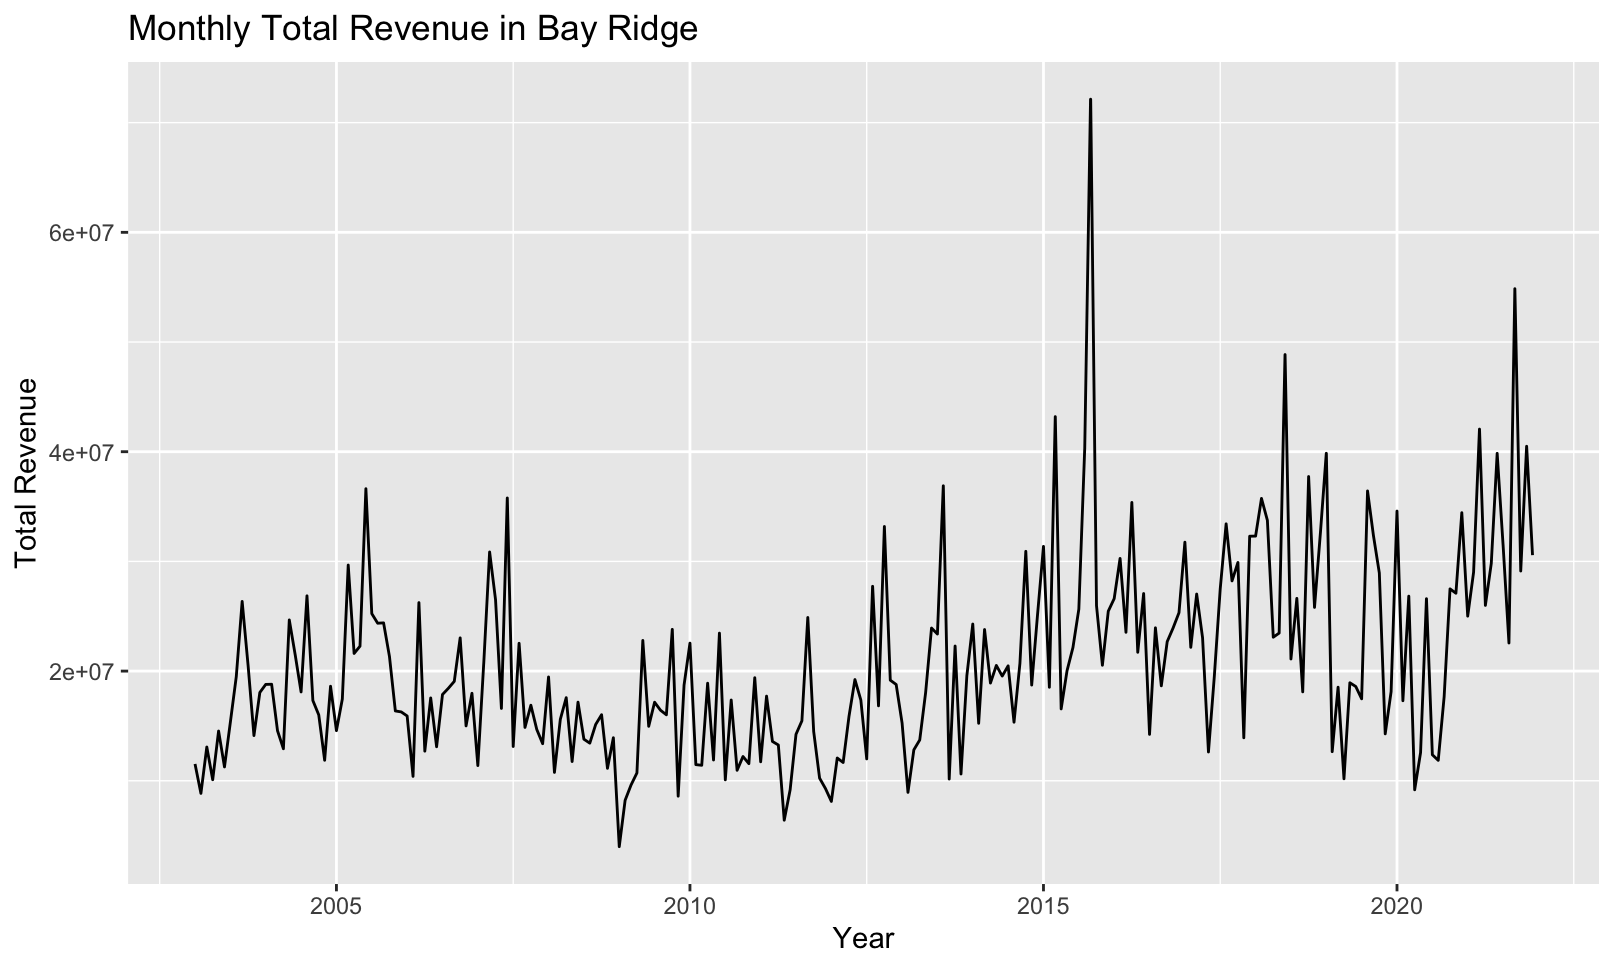 Monthly Total Revenue in Bay Ridge
Total Revenue
6e+07
4e+07
2e+07
2005 2010 2015 2020
Year